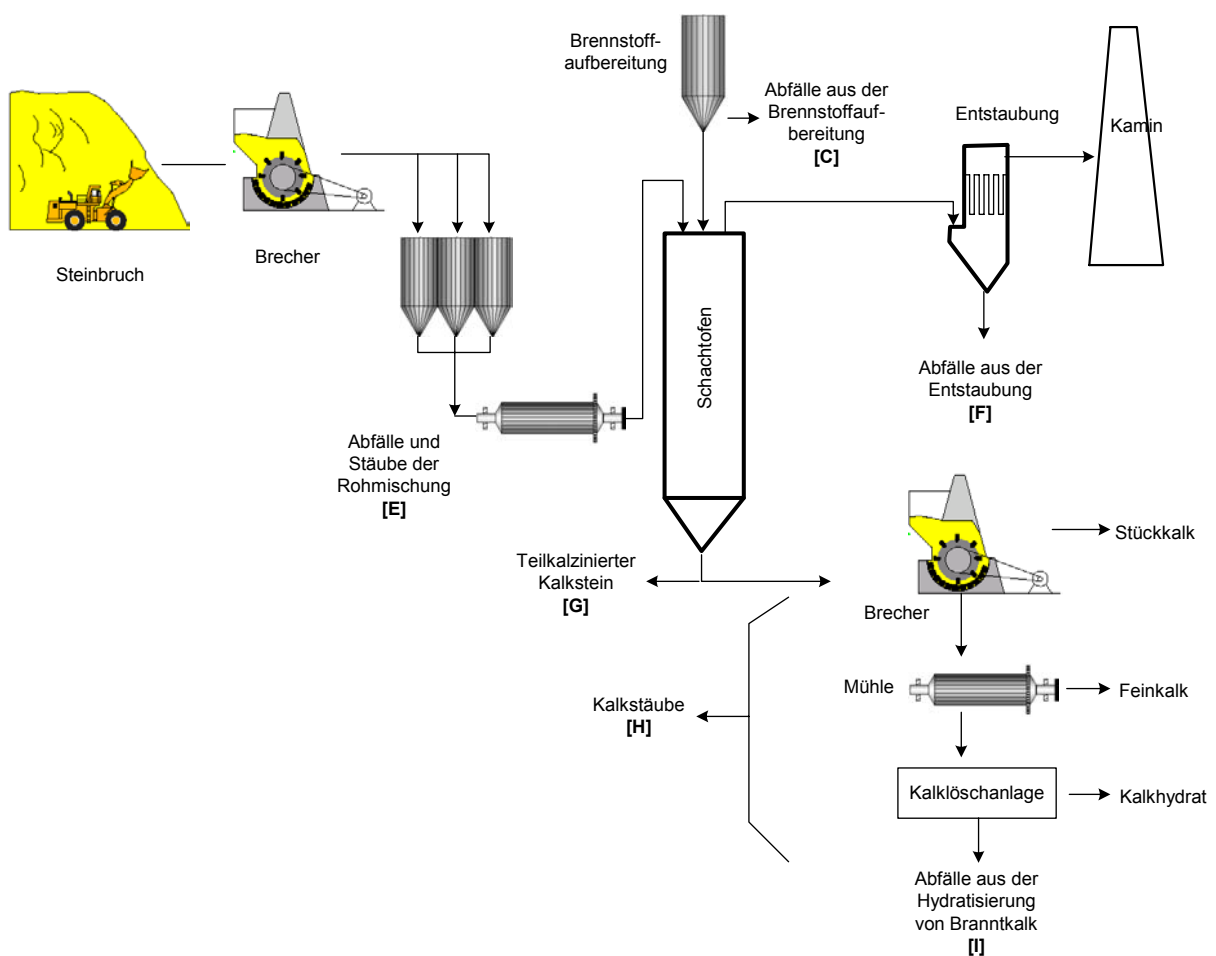 Brennstoff-
aufbereitung
Abfälle aus der
Brennstoffauf-
bereitung
[C]
Entstaubung
Kamin
Steinbruch
Brecher
Schachtofen
Abfälle aus der
Entstaubung
[F]
Abfälle und
Stäube der
Rohmischung
[E]
Stückkalk
Teilkalzinierter
Kalkstein
[G]
Brecher
Mühle
Feinkalk
Kalkstäube
[H]
Kalklöschanlage
Kalkhydrat
Abfälle aus der
Hydratisierung
von Branntkalk
[I]